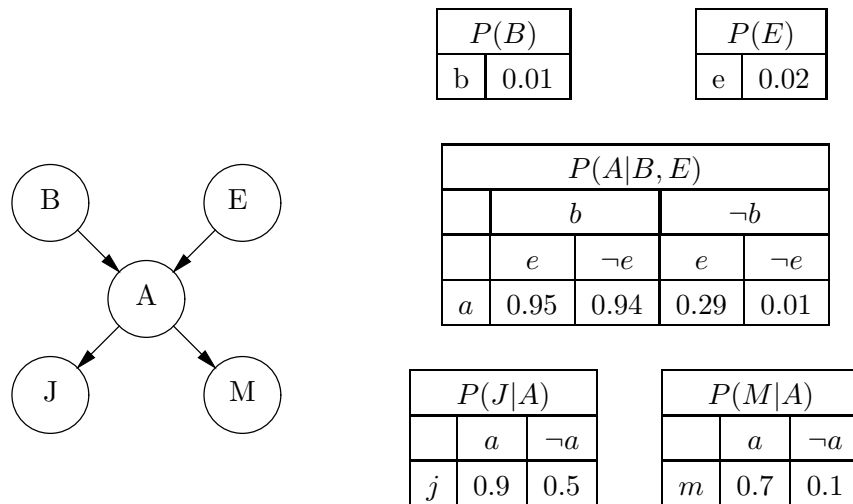 P(B)
b 0.01
P(E)
e 0.02
B
E
A
J
M
P(A|B, E)
b ¬b
e ¬e e ¬e
a 0.95 0.94 0.29 0.01
P(J|A)
a ¬a
j 0.9 0.5
P(M|A)
a ¬a
m 0.7 0.1